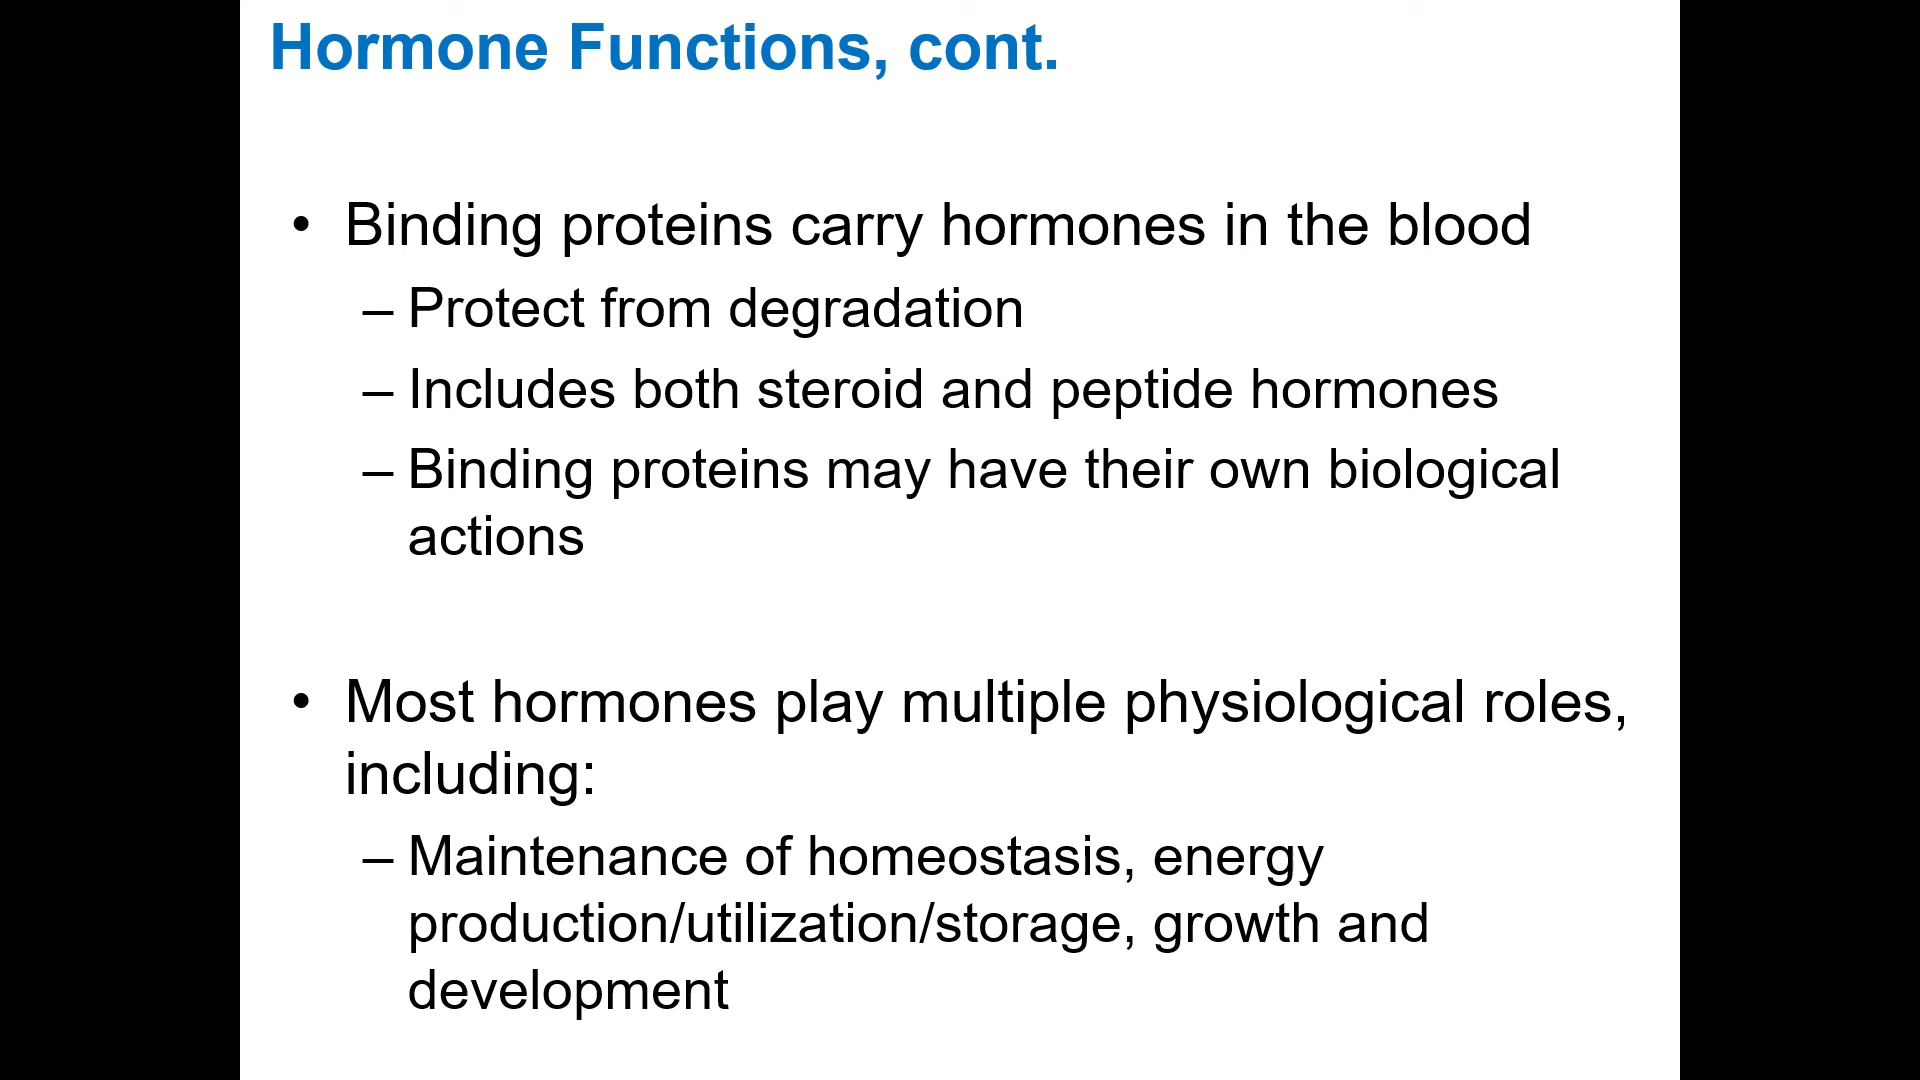 Hormone Functions, cont.
• Binding proteins carry hormones in the blood
– Protect from degradation
– Includes both steroid and peptide hormones
– Binding proteins may have their own biological
actions
• Most hormones play multiple physiological roles,
including:
– Maintenance of homeostasis, energy
production/utilization/storage, growth and
development